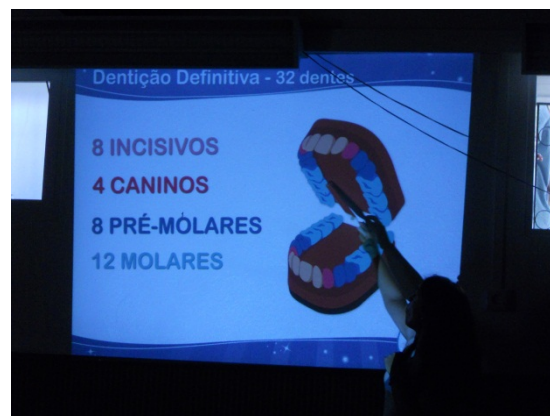 Dentição Definitiva - 32 dentes
8 INCISIVOS
4 CANINOS
8 PRÉ-MOLARES
12 MOLARES